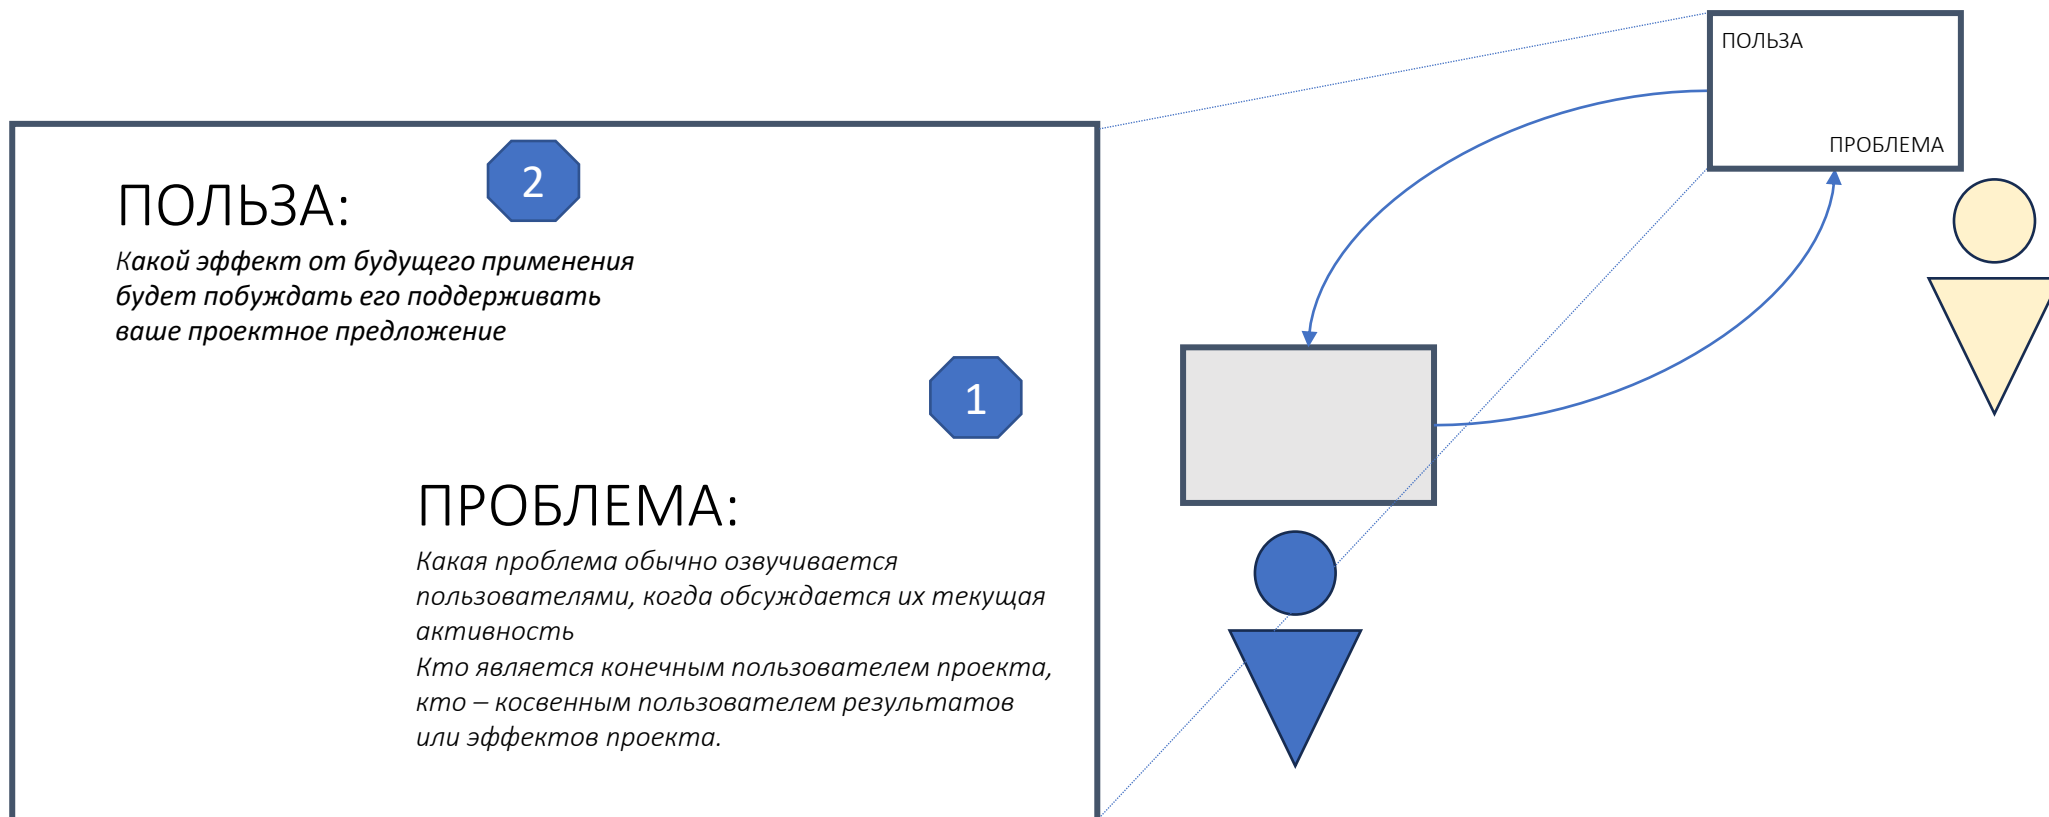 ПОЛЬЗА:
2
Какой эффект от будущего применения
будет побуждать его поддерживать
ваше проектное предложение
1
ПРОБЛЕМА:
Какая проблема обычно озвучивается
пользователями, когда обсуждается их текущая
активность
Кто является конечным пользователем проекта,
кто – косвенным пользователем результатов
или эффектов проекта.
ПОЛЬЗА
ПРОБЛЕМА